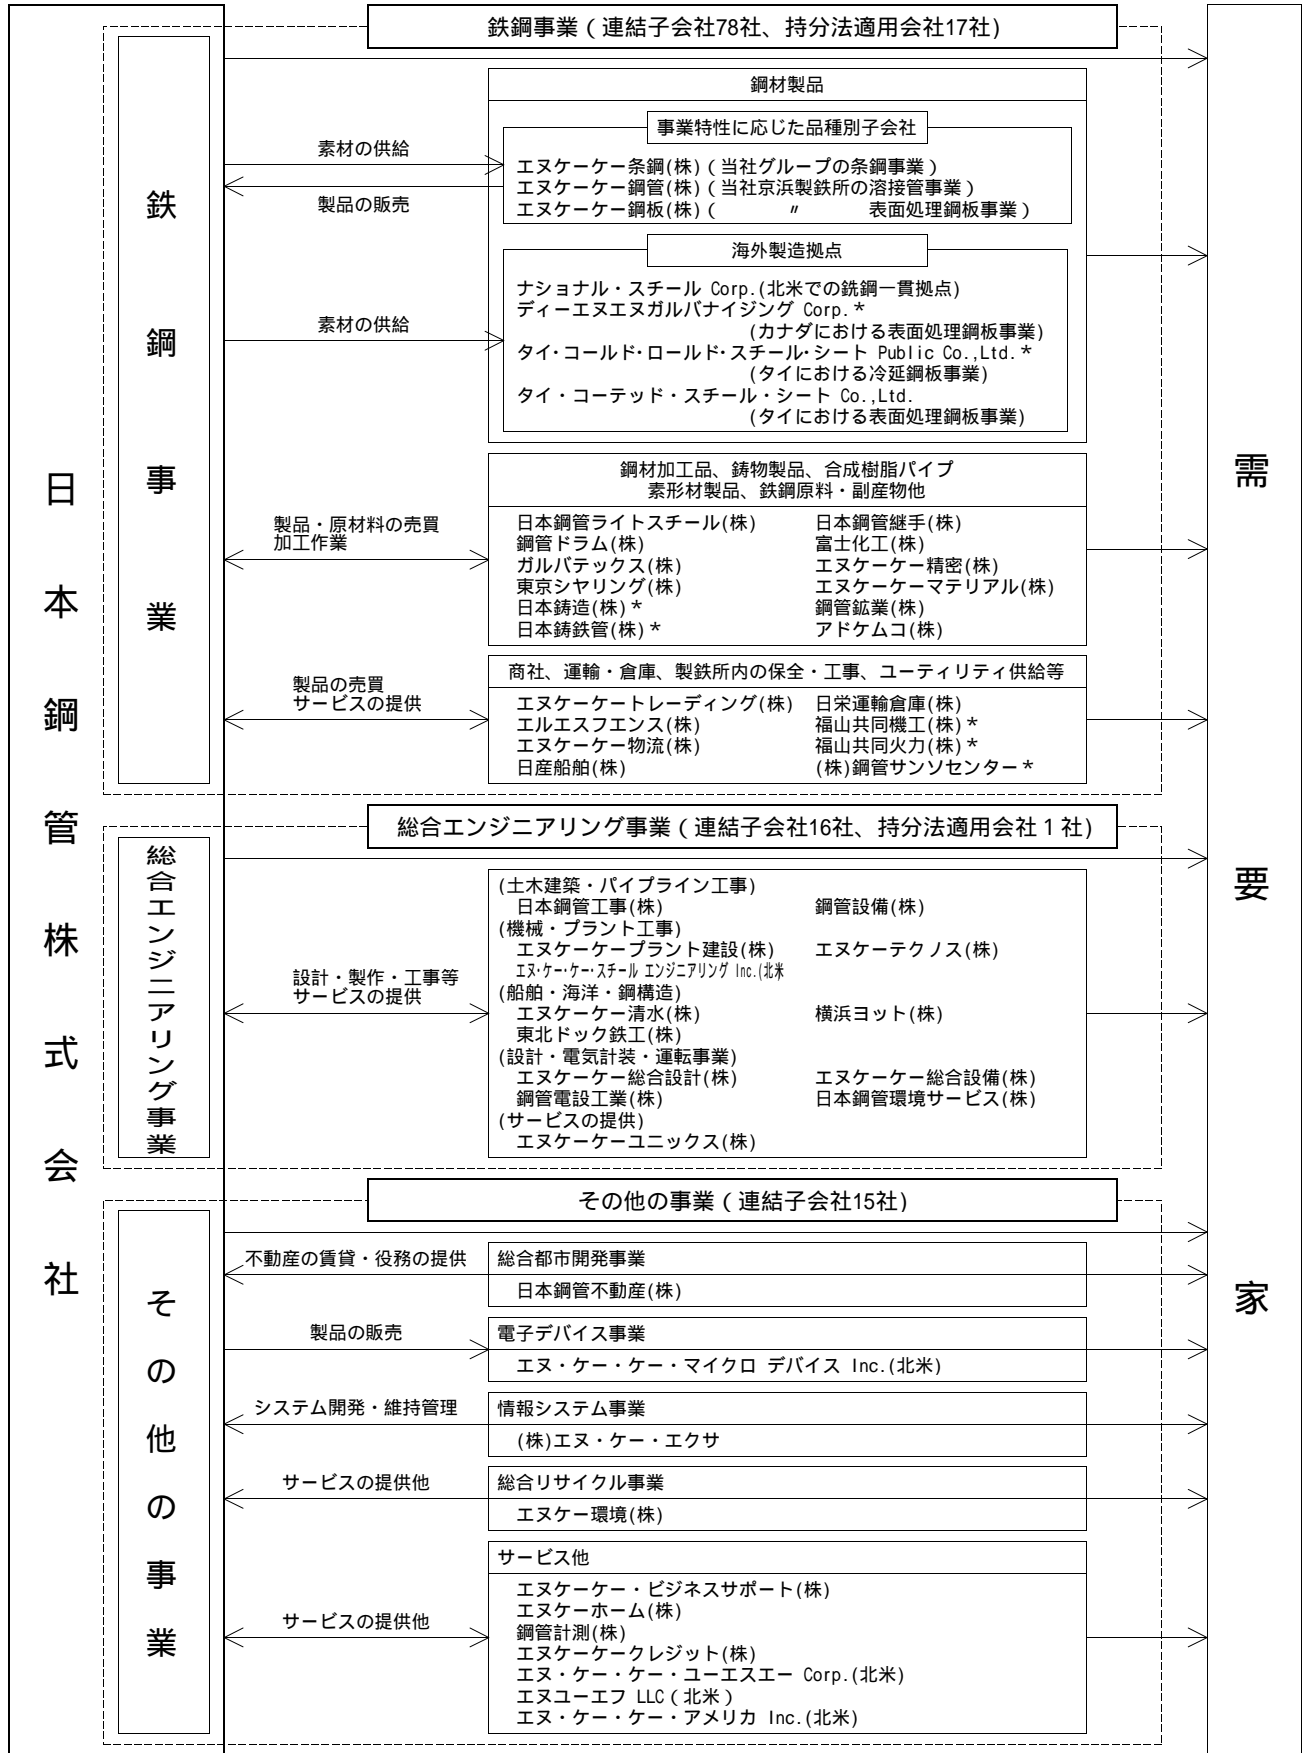 日本鋼管株式会社
鉄鋼事業（連結子会社78社、持分法適用会社17社）
鉄鋼事業
鋼材製品
事業特性に応じた品種別子会社
素材の供給
エヌケーケー条鋼(株)（当社グループの条鋼事業）
エヌケーケー鋼管(株)（当社京浜製鉄所の溶接管事業）
製品の販売
エヌケーケー鋼板(株)（　　　〃　　　表面処理鋼板事業）
海外製造拠点
ナショナル・スチール Corp.(北米での銑鋼一貫拠点)
ディーエヌエヌガルバナイジング Corp.*
素材の供給
(カナダにおける表面処理鋼板事業)
タイ・コールド・ロールド・スチール・シート Public Co.,Ltd.*
(タイにおける冷延鋼板事業)
タイ・コーテッド・スチール・シート Co.,Ltd.
(タイにおける表面処理鋼板事業)
鋼材加工品、鋳物製品、合成樹脂パイプ
素形材製品、鉄鋼原料・副産物他
製品・原材料の売買
加工作業
日本鋼管ライトスチール(株)　日本鋼管継手(株)
鋼管ドラム(株)　富士化工(株)
ガルバテックス(株)　エヌケーケー精密(株)
東京シヤリング(株)　エヌケーケーマテリアル(株)
日本鋳造(株)*　鋼管鉱業(株)
日本鋳鉄管(株)*　アドケムコ(株)
商社、運輸・倉庫、製鉄所内の保全・工事、ユーティリティ供給等
製品の売買
サービスの提供
エヌケーケートレーディング(株)　日栄運輸倉庫(株)
エルエスフエンス(株)　福山共同機工(株)*
エヌケーケー物流(株)　福山共同火力(株)*
日産船舶(株)　(株)鋼管サンソセンター*
総合エンジニアリング事業（連結子会社16社、持分法適用会社１社）
総合エンジニアリング事業
(土木建築・パイプライン工事)
日本鋼管工事(株)　鋼管設備(株)
(機械・プラント工事)
エヌケーケープラント建設(株)　エヌケーテクノス(株)
エヌ・ケー・ケー・スチール エンジニアリング Inc.(北米
設計・製作・工事等
サービスの提供
(船舶・海洋・鋼構造)
エヌケーケー清水(株)　横浜ヨット(株)
東北ドック鉄工(株)
(設計・電気計装・運転事業)
エヌケーケー総合設計(株)　エヌケーケー総合設備(株)
鋼管電設工業(株)　日本鋼管環境サービス(株)
(サービスの提供)
エヌケーケーユニックス(株)
その他の事業（連結子会社15社）
その他の事業
不動産の賃貸・役務の提供
総合都市開発事業
日本鋼管不動産(株)
製品の販売
電子デバイス事業
エヌ・ケー・ケー・マイクロ デバイス Inc.(北米)
システム開発・維持管理
情報システム事業
(株)エヌ・ケー・エクサ
サービスの提供他
総合リサイクル事業
エヌケー環境(株)
サービス他
サービスの提供他
エヌケーケー・ビジネスサポート(株)
エヌケーホーム(株)
鋼管計測(株)
エヌケーケークレジット(株)
エヌ・ケー・ケー・ユーエスエー Corp.(北米)
エヌユーエフ LLC（北米）
エヌ・ケー・ケー・アメリカ Inc.(北米)
需要家